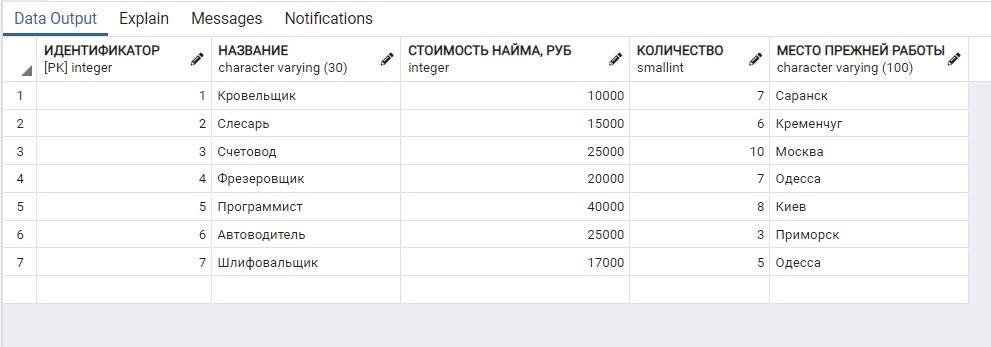 Data Output Explain Messages Notifications
ИДЕНТИФИКАТОР НАЗВАНИЕ СТОИМОСТЬ НАЙМА, РУБ КОЛИЧЕСТВО МЕСТО ПРЕЖНЕЙ РАБОТЫ
[PK] integer character varying (30) integer smallint character varying (100)
1 1 Кровельщик 10000 7 Саранск
2 2 Слесарь 15000 6 Кременчуг
3 3 Счетовод 25000 10 Москва
4 4 Фрезеровщик 20000 7 Одесса
5 5 Программист 40000 8 Киев
6 6 Автоводитель 25000 3 Приморск
7 7 Шлифовальщик 17000 5 Одесса